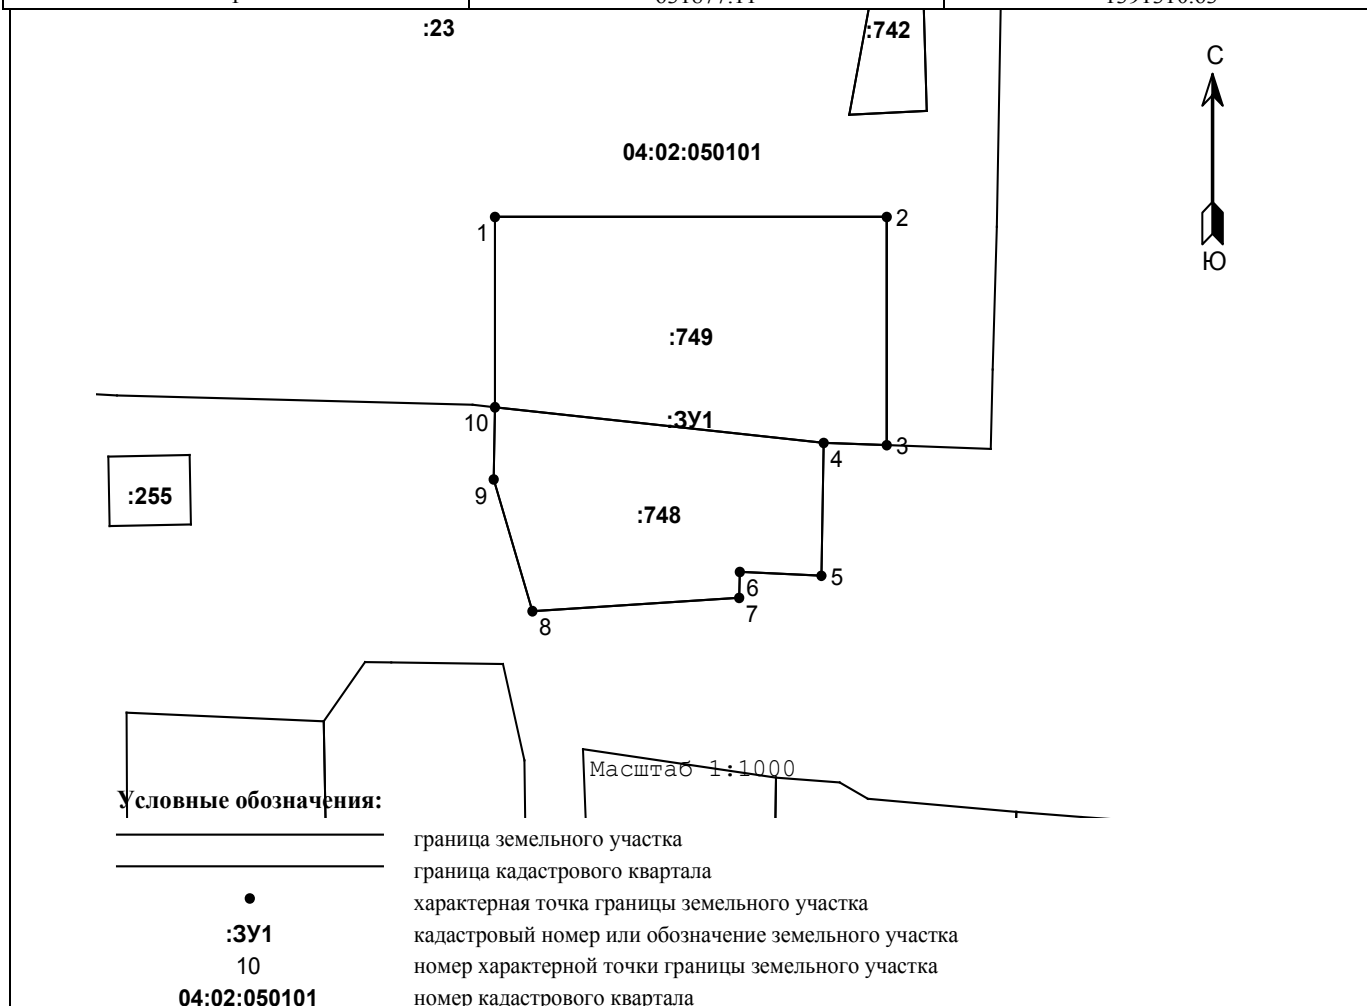 :23
:742
С
04:02:050101
1
2
Ю
:749
10
:ЗУ1
3
4
9
:255
:748
5
6
7
8
Масштаб 1:1000
Условные обозначения:
граница земельного участка
граница кадастрового квартала
характерная точка границы земельного участка
:ЗУ1 кадастровый номер или обозначение земельного участка
10 номер характерной точки границы земельного участка
04:02:050101 номер кадастрового квартала